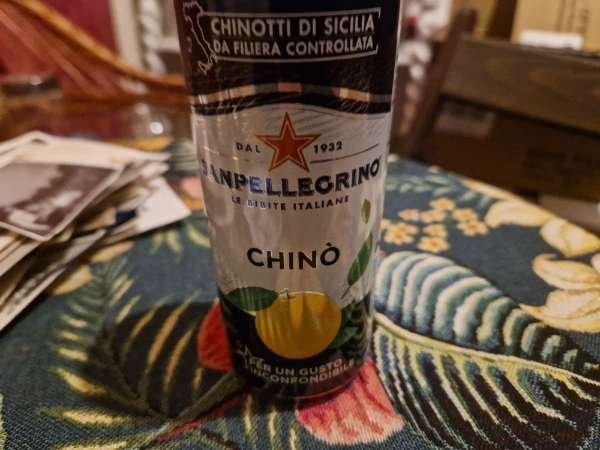 CHINOTTI DI SICILIA
DA FILIERA CONTROLLATA
DAL 1932
SANPELLEGRINO
LE BIBITE ITALIANE
CHINÒ
PER UN GUSTO
INCONFONDIBILE